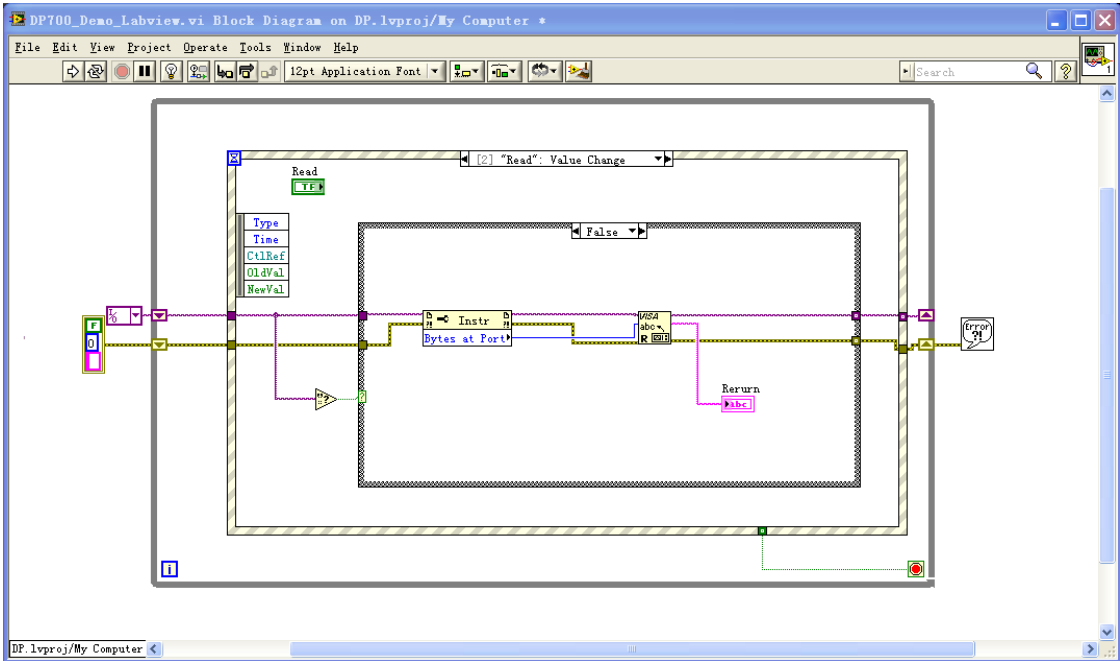 DP700_Demo_Labview.vi Block Diagram on DP.lvproj/My Computer *
File Edit View Project Operate Tools Window Help
12pt Application Font
Search
1
[2] "Read": Value Change
Read
TF
Type
Time
CtlRef
OldVal
NewVal
False
I/O
F
0
Instr
Bytes at Port
VISA
abc
R
?
?
Error
?!
Rerurn
abc
i
DP.lvproj/My Computer